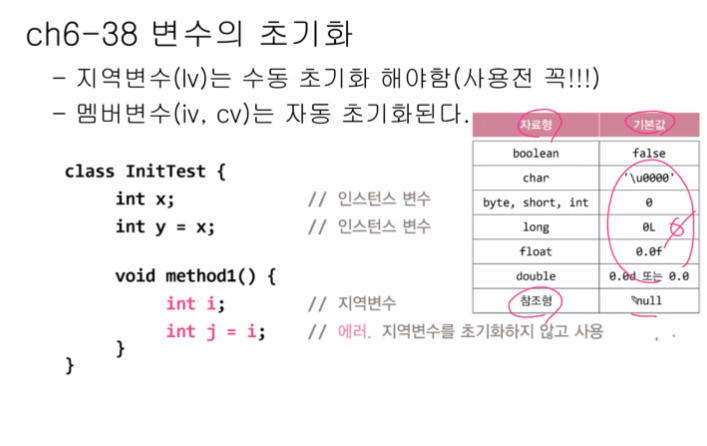 ch6-38 변수의 초기화
- 지역변수(lv)는 수동 초기화 해야함(사용전 꼭!!!)
- 멤버변수(iv, cv)는 자동 초기화된다.
자료형 기본값
boolean false
char '\u0000'
byte, short, int 0
long 0L
float 0.0f
double 0.0d 또는 0.0
참조형 null
class InitTest {
int x; // 인스턴스 변수
int y = x; // 인스턴스 변수
void method1() {
int i; // 지역변수
int j = i; // 에러. 지역변수를 초기화하지 않고 사용
}
}